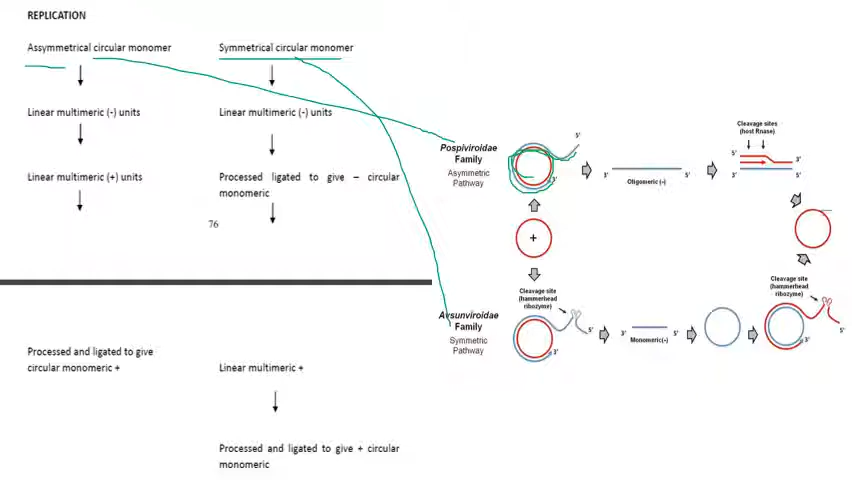 REPLICATION
Assymmetrical circular monomer
Symmetrical circular monomer
Linear multimeric (-) units
Linear multimeric (-) units
Linear multimeric (+) units
Processed ligated to give – circular
monomeric
76
Processed and ligated to give
circular monomeric +
Linear multimeric +
Processed and ligated to give + circular
monomeric
Pospiviroidae
Family
Asymmetric
Pathway
5'
3'
3'
5'
Oligomeric (-)
Cleavage sites
(host Rnase)
5'
3'
3'
5'
+
Cleavage site
(hammerhead
ribozyme)
Avsunviroidae
Family
Symmetric
Pathway
5'
3'
3'
5'
Monomeric(-)
Cleavage site
(hammerhead
ribozyme)
5'
3'